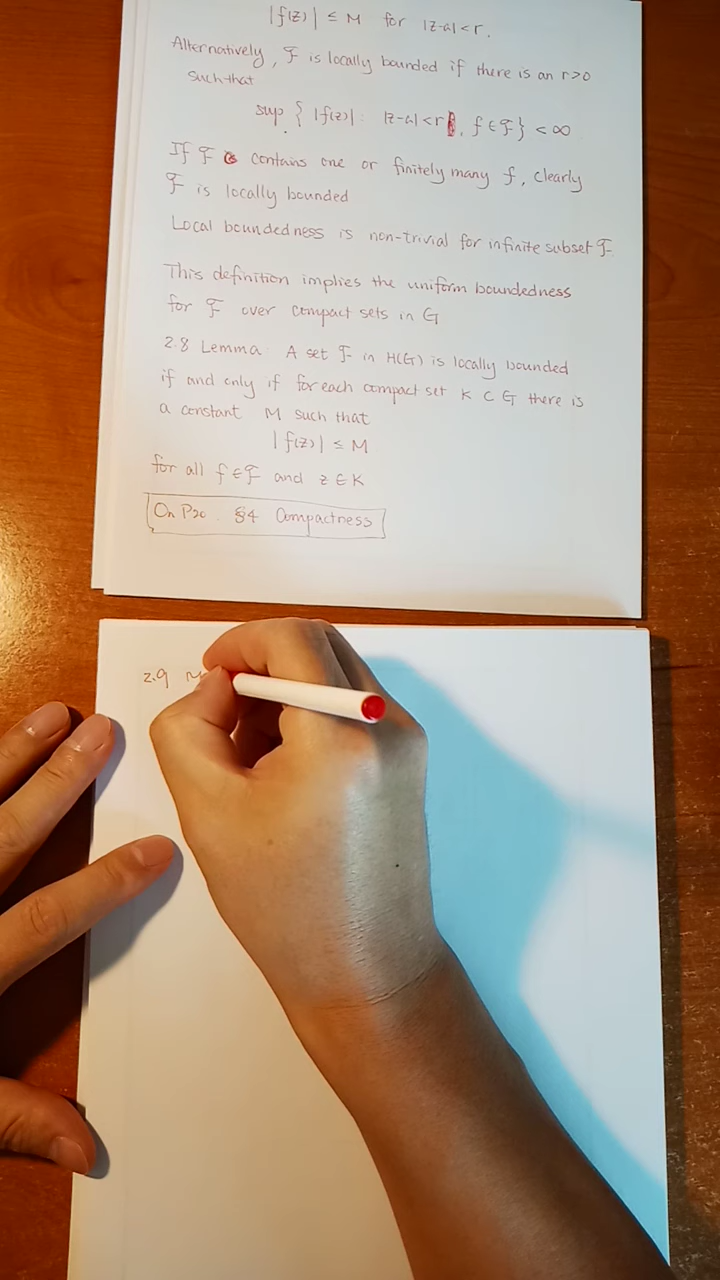 |f(z)| ≤ M for |z-a|<r.
Alternatively, F is locally bounded if there is an r>0
such that
sup { |f(z)| : |z-a|<r , f ∈ F } < ∞
If F contains one or finitely many f, clearly
F is locally bounded
Local boundedness is non-trivial for infinite subset F.
This definition implies the uniform boundedness
for F over compact sets in G
2.8 Lemma: A set F in H(G) is locally bounded
if and only if for each compact set K ⊂ G there is
a constant M such that
|f(z)| ≤ M
for all f ∈ F and z ∈ K
On P20. §4 Compactness
2.9 M